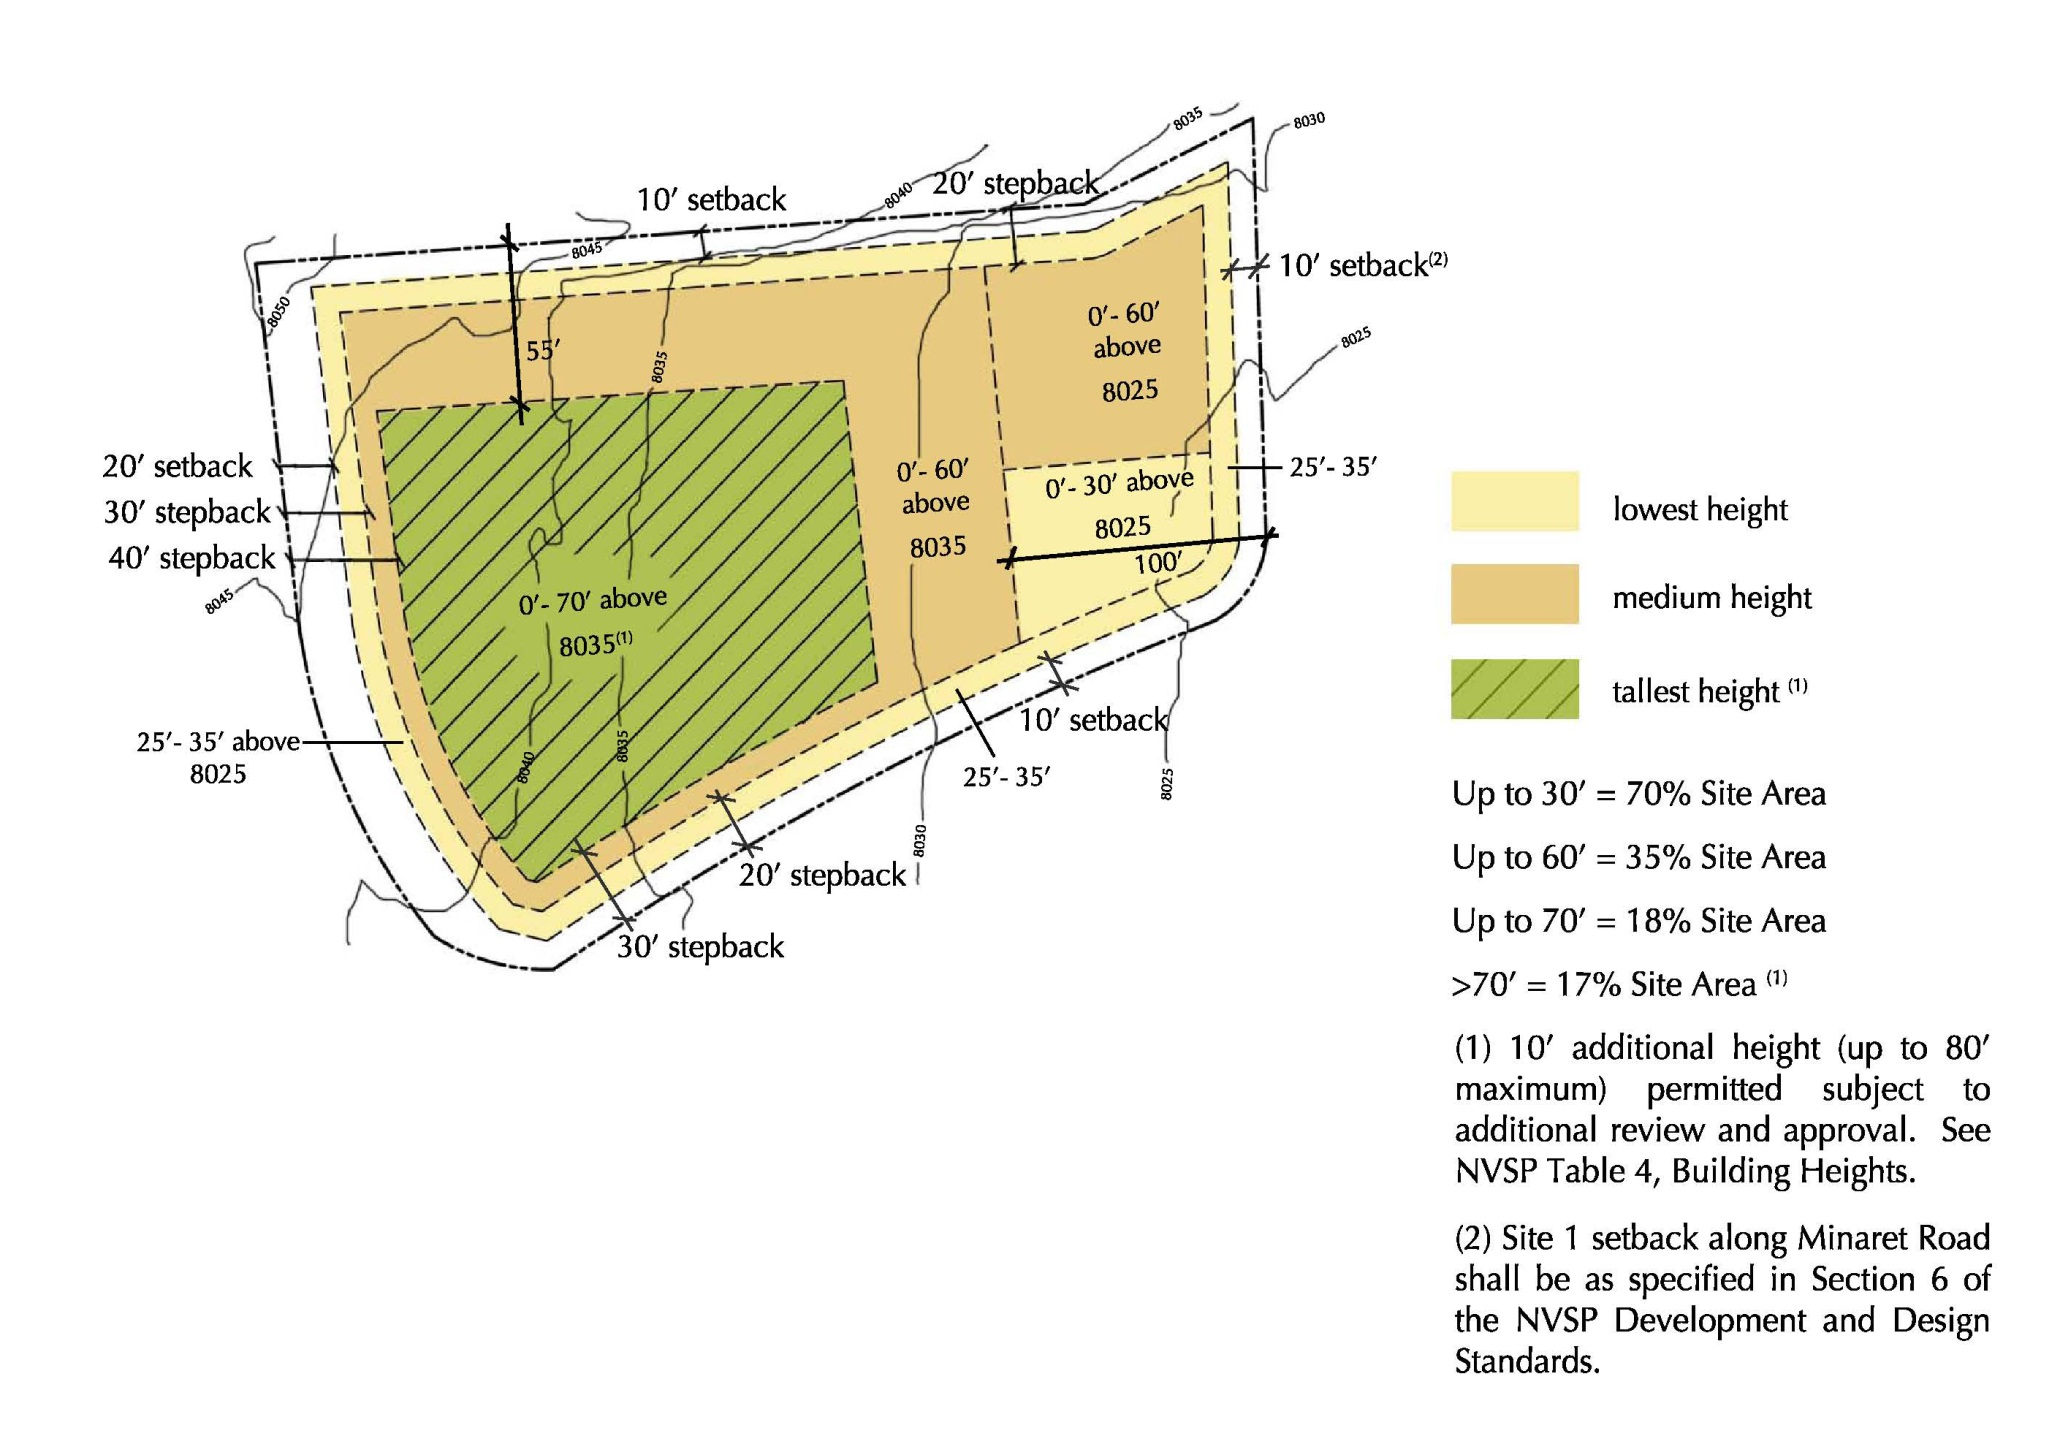 8035
8030
10′ setback
8040
20′ stepback
8045
10′ setback(2)
8050
0′- 60′
above
8025
55′
8035
8025
20′ setback
0′- 60′
above
8035
0′- 30′ above
8025
25′- 35′
30′ stepback
40′ stepback
100′
8045
0′- 70′ above
8035(1)
10′ setback
25′- 35′ above
8025
8040
8035
25′- 35′
8025
8030
20′ stepback
30′ stepback
lowest height
medium height
tallest height (1)
Up to 30′ = 70% Site Area
Up to 60′ = 35% Site Area
Up to 70′ = 18% Site Area
>70′ = 17% Site Area (1)
(1) 10′ additional height (up to 80′
maximum) permitted subject to
additional review and approval. See
NVSP Table 4, Building Heights.
(2) Site 1 setback along Minaret Road
shall be as specified in Section 6 of
the NVSP Development and Design
Standards.